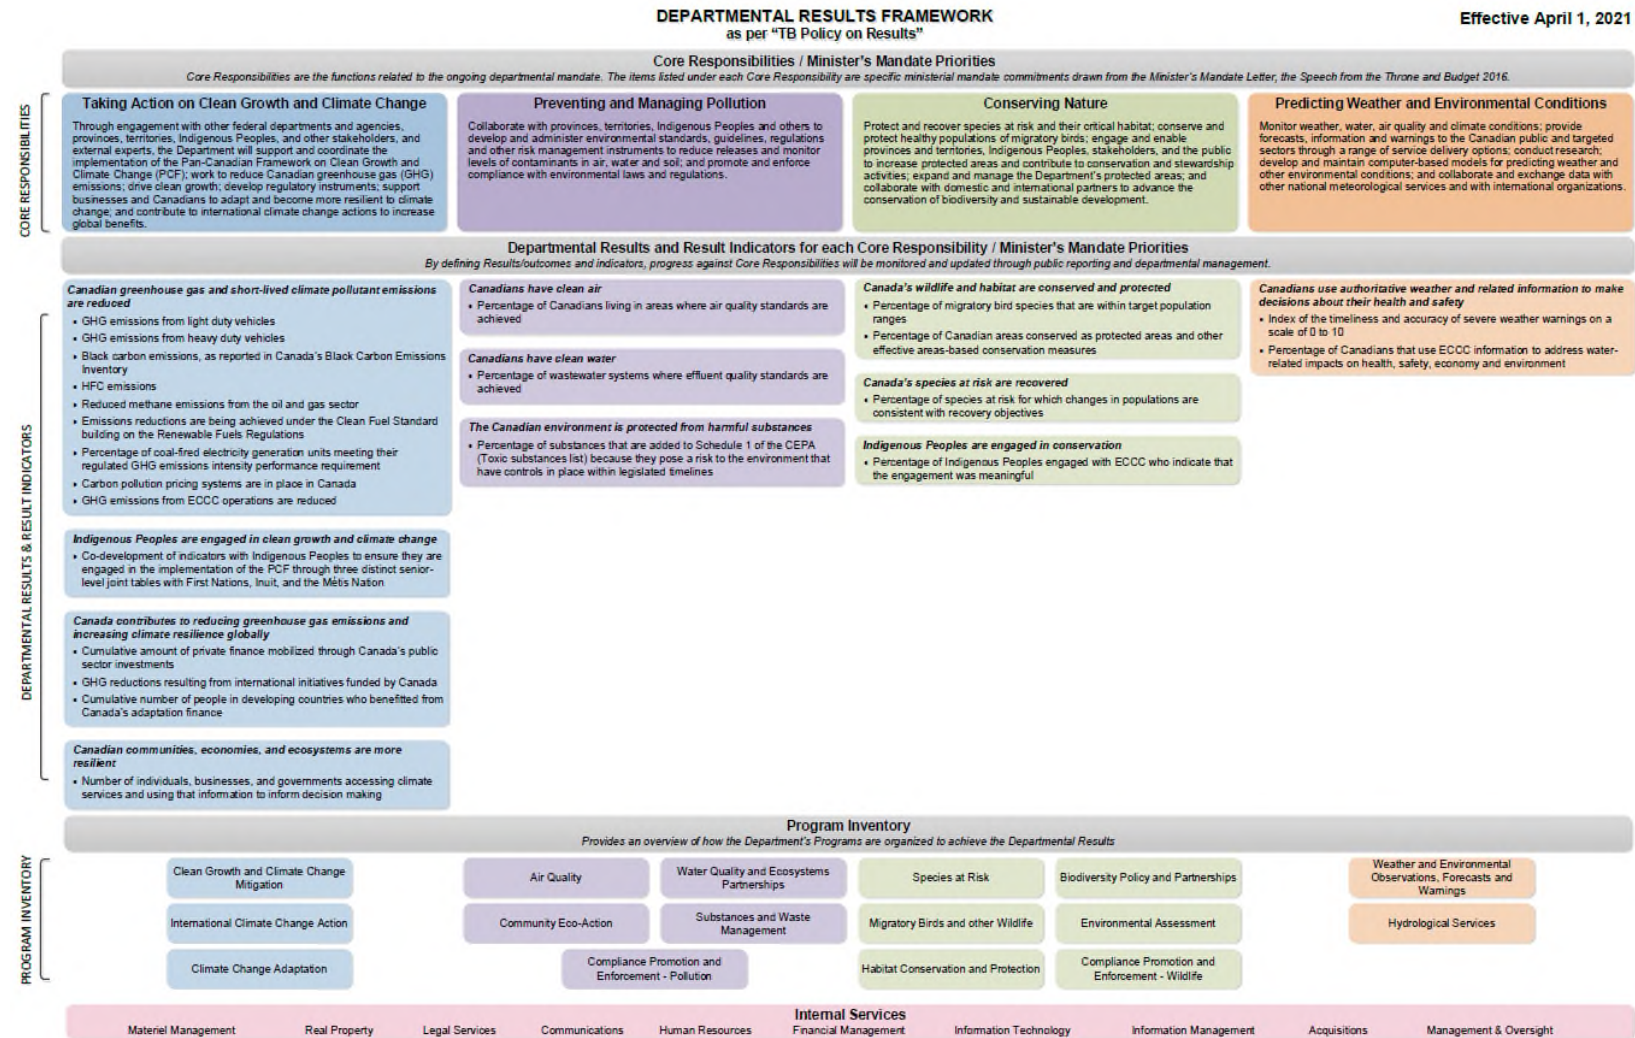 DEPARTMENTAL RESULTS FRAMEWORK
as per “TB Policy on Results”
Effective April 1, 2021
Core Responsibilities / Minister's Mandate Priorities
Core Responsibilities are the functions related to the ongoing departmental mandate. The items listed under each Core Responsibility are specific ministerial mandate commitments drawn from the Minister's Mandate Letter, the Speech from the Throne and Budget 2016.
CORE RESPONSIBILITIES
Taking Action on Clean Growth and Climate Change
Through engagement with other federal departments and agencies,
provinces, territories, Indigenous Peoples, and other stakeholders, and
external experts, the Department will support and coordinate the
implementation of the Pan-Canadian Framework on Clean Growth and
Climate Change (PCF); work to reduce Canadian greenhouse gas (GHG)
emissions; drive clean growth; develop regulatory instruments; support
businesses and Canadians to adapt and become more resilient to climate
change; and contribute to international climate change actions to increase
global benefits.
Preventing and Managing Pollution
Collaborate with provinces, territories, Indigenous Peoples and others to
develop and administer environmental standards, guidelines, regulations
and other risk management instruments to reduce releases and monitor
levels of contaminants in air, water and soil; and promote and enforce
compliance with environmental laws and regulations.
Conserving Nature
Protect and recover species at risk and their critical habitat; conserve and
protect healthy populations of migratory birds; engage and enable
provinces and territories, Indigenous Peoples, stakeholders, and the public
to increase protected areas and contribute to conservation and stewardship
activities; expand and manage the Department's protected areas; and
collaborate with domestic and international partners to advance the
conservation of biodiversity and sustainable development.
Predicting Weather and Environmental Conditions
Monitor weather, water, air quality and climate conditions; provide
forecasts, information and warnings to the Canadian public and targeted
sectors through a range of service delivery options; conduct research;
develop and maintain computer-based models for predicting weather and
other environmental conditions; and collaborate and exchange data with
other national meteorological services and with international organizations.
Departmental Results and Result Indicators for each Core Responsibility / Minister's Mandate Priorities
By defining Results/outcomes and indicators, progress against Core Responsibilities will be monitored and updated through public reporting and departmental management.
DEPARTMENTAL RESULTS & RESULT INDICATORS
Canadian greenhouse gas and short-lived climate pollutant emissions
are reduced
• GHG emissions from light duty vehicles
• GHG emissions from heavy duty vehicles
• Black carbon emissions, as reported in Canada's Black Carbon Emissions
Inventory
• HFC emissions
• Reduced methane emissions from the oil and gas sector
• Emissions reductions are being achieved under the Clean Fuel Standard
building on the Renewable Fuels Regulations
• Percentage of coal-fired electricity generation units meeting their
regulated GHG emissions intensity performance requirement
• Carbon pollution pricing systems are in place in Canada
• GHG emissions from ECCC operations are reduced
Indigenous Peoples are engaged in clean growth and climate change
• Co-development of indicators with Indigenous Peoples to ensure they are
engaged in the implementation of the PCF through three distinct senior-
level joint tables with First Nations, Inuit, and the Métis Nation
Canada contributes to reducing greenhouse gas emissions and
increasing climate resilience globally
• Cumulative amount of private finance mobilized through Canada's public
sector investments
• GHG reductions resulting from international initiatives funded by Canada
• Cumulative number of people in developing countries who benefitted from
Canada's adaptation finance
Canadian communities, economies, and ecosystems are more
resilient
• Number of individuals, businesses, and governments accessing climate
services and using that information to inform decision making
Canadians have clean air
• Percentage of Canadians living in areas where air quality standards are
achieved
Canadians have clean water
• Percentage of wastewater systems where effluent quality standards are
achieved
The Canadian environment is protected from harmful substances
• Percentage of substances that are added to Schedule 1 of the CEPA
(Toxic substances list) because they pose a risk to the environment that
have controls in place within legislated timelines
Canada's wildlife and habitat are conserved and protected
• Percentage of migratory bird species that are within target population
ranges
• Percentage of Canadian areas conserved as protected areas and other
effective areas-based conservation measures
Canada's species at risk are recovered
• Percentage of species at risk for which changes in populations are
consistent with recovery objectives
Indigenous Peoples are engaged in conservation
• Percentage of Indigenous Peoples engaged with ECCC who indicate that
the engagement was meaningful
Canadians use authoritative weather and related information to make
decisions about their health and safety
• Index of the timeliness and accuracy of severe weather warnings on a
scale of 0 to 10
• Percentage of Canadians that use ECCC information to address water-
related impacts on health, safety, economy and environment
Program Inventory
Provides an overview of how the Department's Programs are organized to achieve the Departmental Results
PROGRAM INVENTORY
Clean Growth and Climate Change
Mitigation
International Climate Change Action
Climate Change Adaptation
Air Quality
Water Quality and Ecosystems
Partnerships
Community Eco-Action
Substances and Waste
Management
Compliance Promotion and
Enforcement - Pollution
Species at Risk
Biodiversity Policy and Partnerships
Migratory Birds and other Wildlife
Environmental Assessment
Habitat Conservation and Protection
Compliance Promotion and
Enforcement - Wildlife
Weather and Environmental
Observations, Forecasts and
Warnings
Hydrological Services
Internal Services
Materiel Management Real Property Legal Services Communications Human Resources Financial Management Information Technology Information Management Acquisitions Management & Oversight